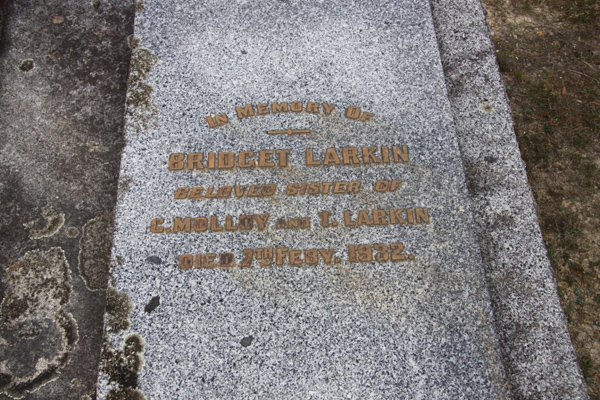 IN MEMORY OF
BRIDGET LARKIN
BELOVED SISTER OF
C. MOLLOY AND T. LARKIN
DIED 7TH FEBY. 1932.